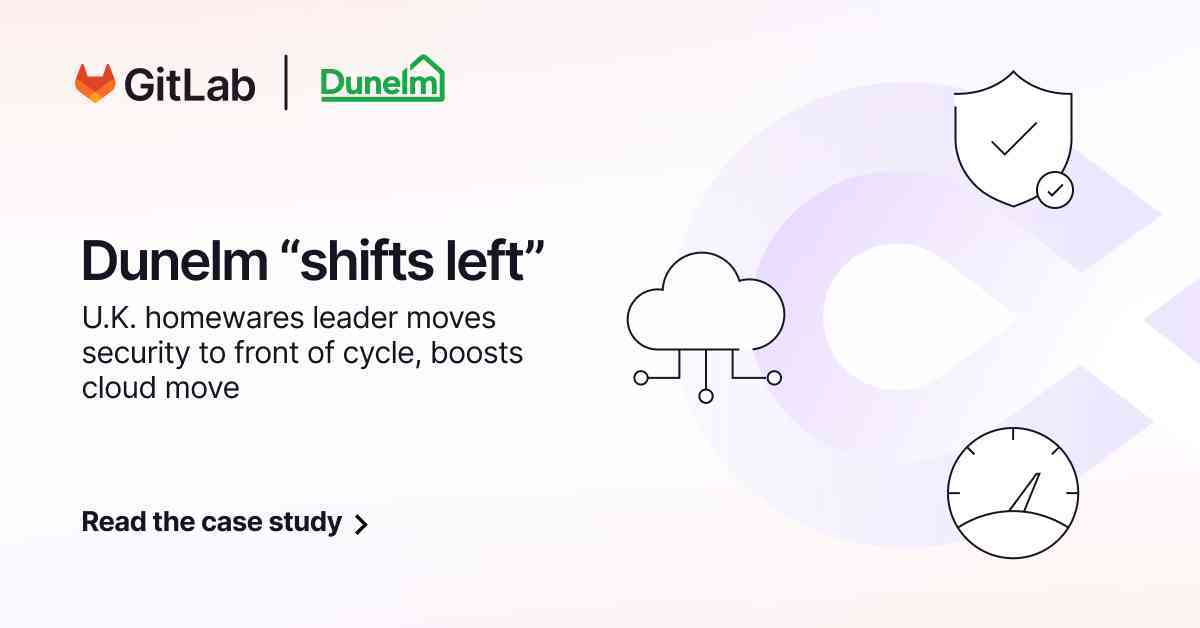 GitLab | Dunelm
Dunelm “shifts left”
U.K. homewares leader moves
security to front of cycle, boosts
cloud move
Read the case study